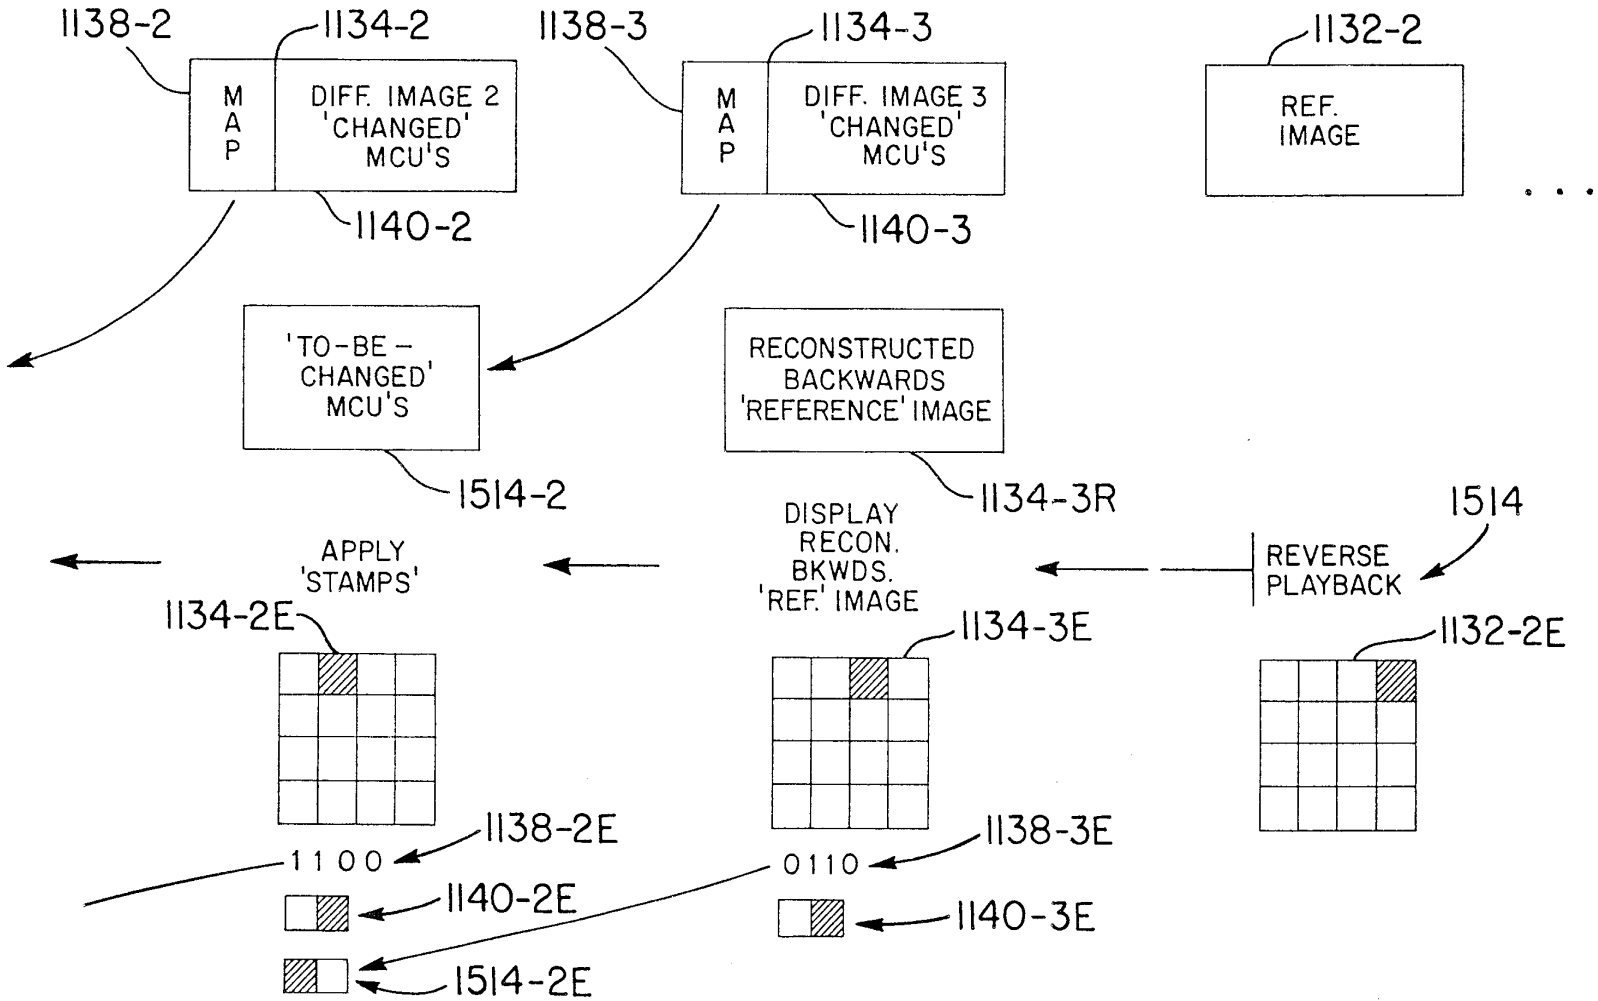 1138-2
1134-2
1138-3
1134-3
1132-2
MAP
DIFF. IMAGE 2
'CHANGED'
MCU'S
MAP
DIFF. IMAGE 3
'CHANGED'
MCU'S
REF.
IMAGE
...
1140-2
1140-3
'TO-BE-
CHANGED'
MCU'S
RECONSTRUCTED
BACKWARDS
'REFERENCE' IMAGE
1514-2
1134-3R
1514
APPLY
'STAMPS'
DISPLAY
RECON.
BKWDS.
'REF.' IMAGE
REVERSE
PLAYBACK
1134-2E
1134-3E
1132-2E
1138-2E
1138-3E
1100
0110
1140-2E
1140-3E
1514-2E